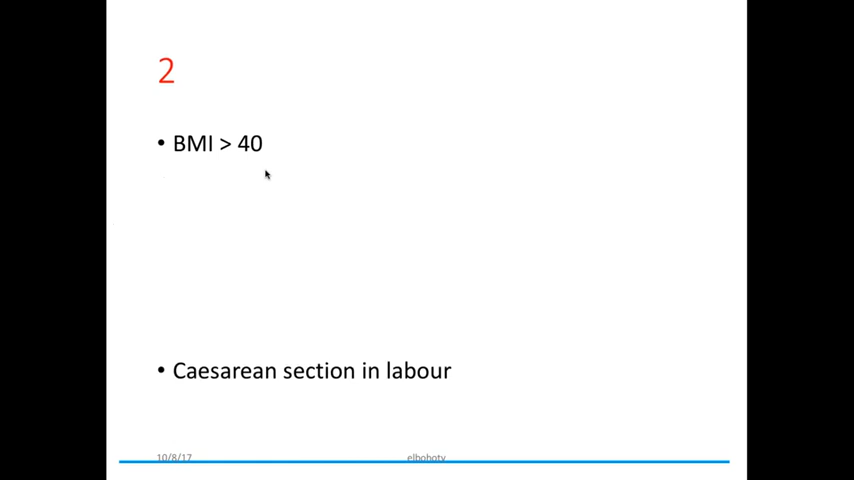 2
• BMI > 40
• Caesarean section in labour
10/8/17
elbohoty